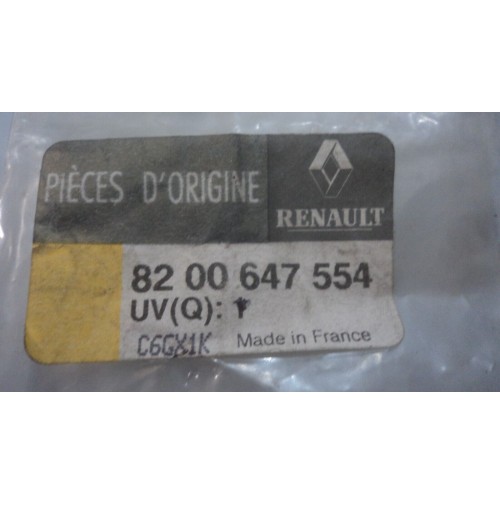 PIÈCES D'ORIGINE
RENAULT
82 00 647 554
UV(Q): 1
C6GX1K
Made in France